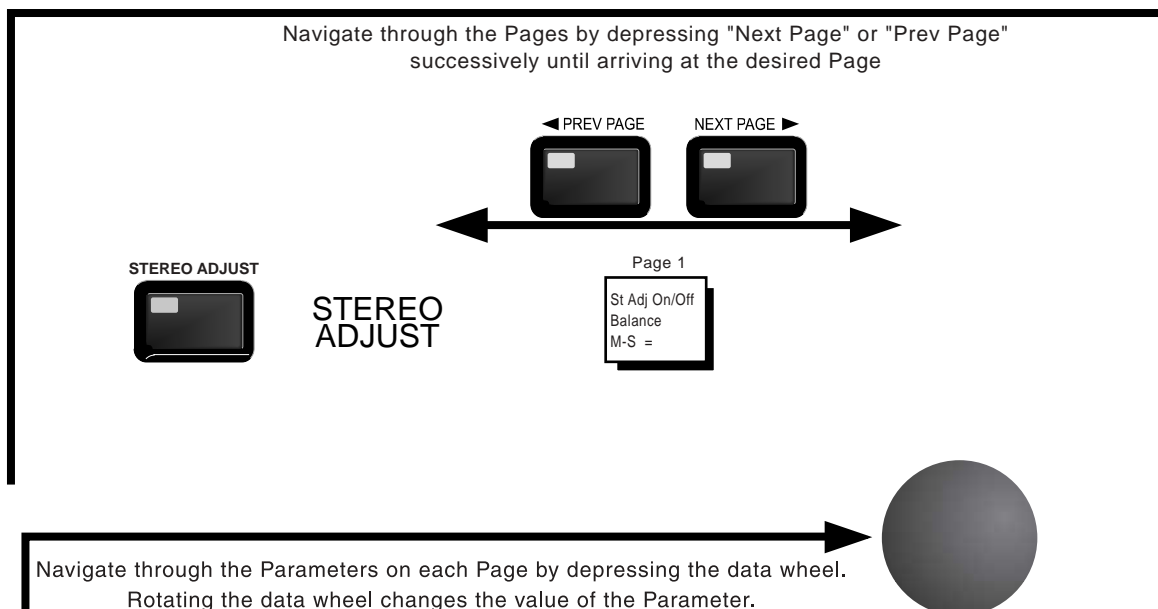 Navigate through the Pages by depressing "Next Page" or "Prev Page"
successively until arriving at the desired Page
◄ PREV PAGE
NEXT PAGE ►
STEREO ADJUST
STEREO
ADJUST
Page 1
St Adj On/Off
Balance
M-S =
Navigate through the Parameters on each Page by depressing the data wheel.
Rotating the data wheel changes the value of the Parameter.